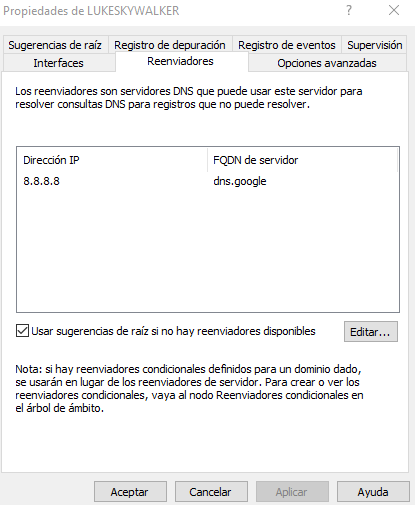 Propiedades de LUKESKYWALKER
?
Sugerencias de raíz
Registro de depuración
Registro de eventos
Supervisión
Interfaces
Reenviadores
Opciones avanzadas
Los reenviadores son servidores DNS que puede usar este servidor para
resolver consultas DNS para registros que no puede resolver.
Dirección IP
FQDN de servidor
8.8.8.8
dns.google
Usar sugerencias de raíz si no hay reenviadores disponibles
Editar...
Nota: si hay reenviadores condicionales definidos para un dominio dado,
se usarán en lugar de los reenviadores de servidor. Para crear o ver los
reenviadores condicionales, vaya al nodo Reenviadores condicionales en
el árbol de ámbito.
Aceptar
Cancelar
Aplicar
Ayuda